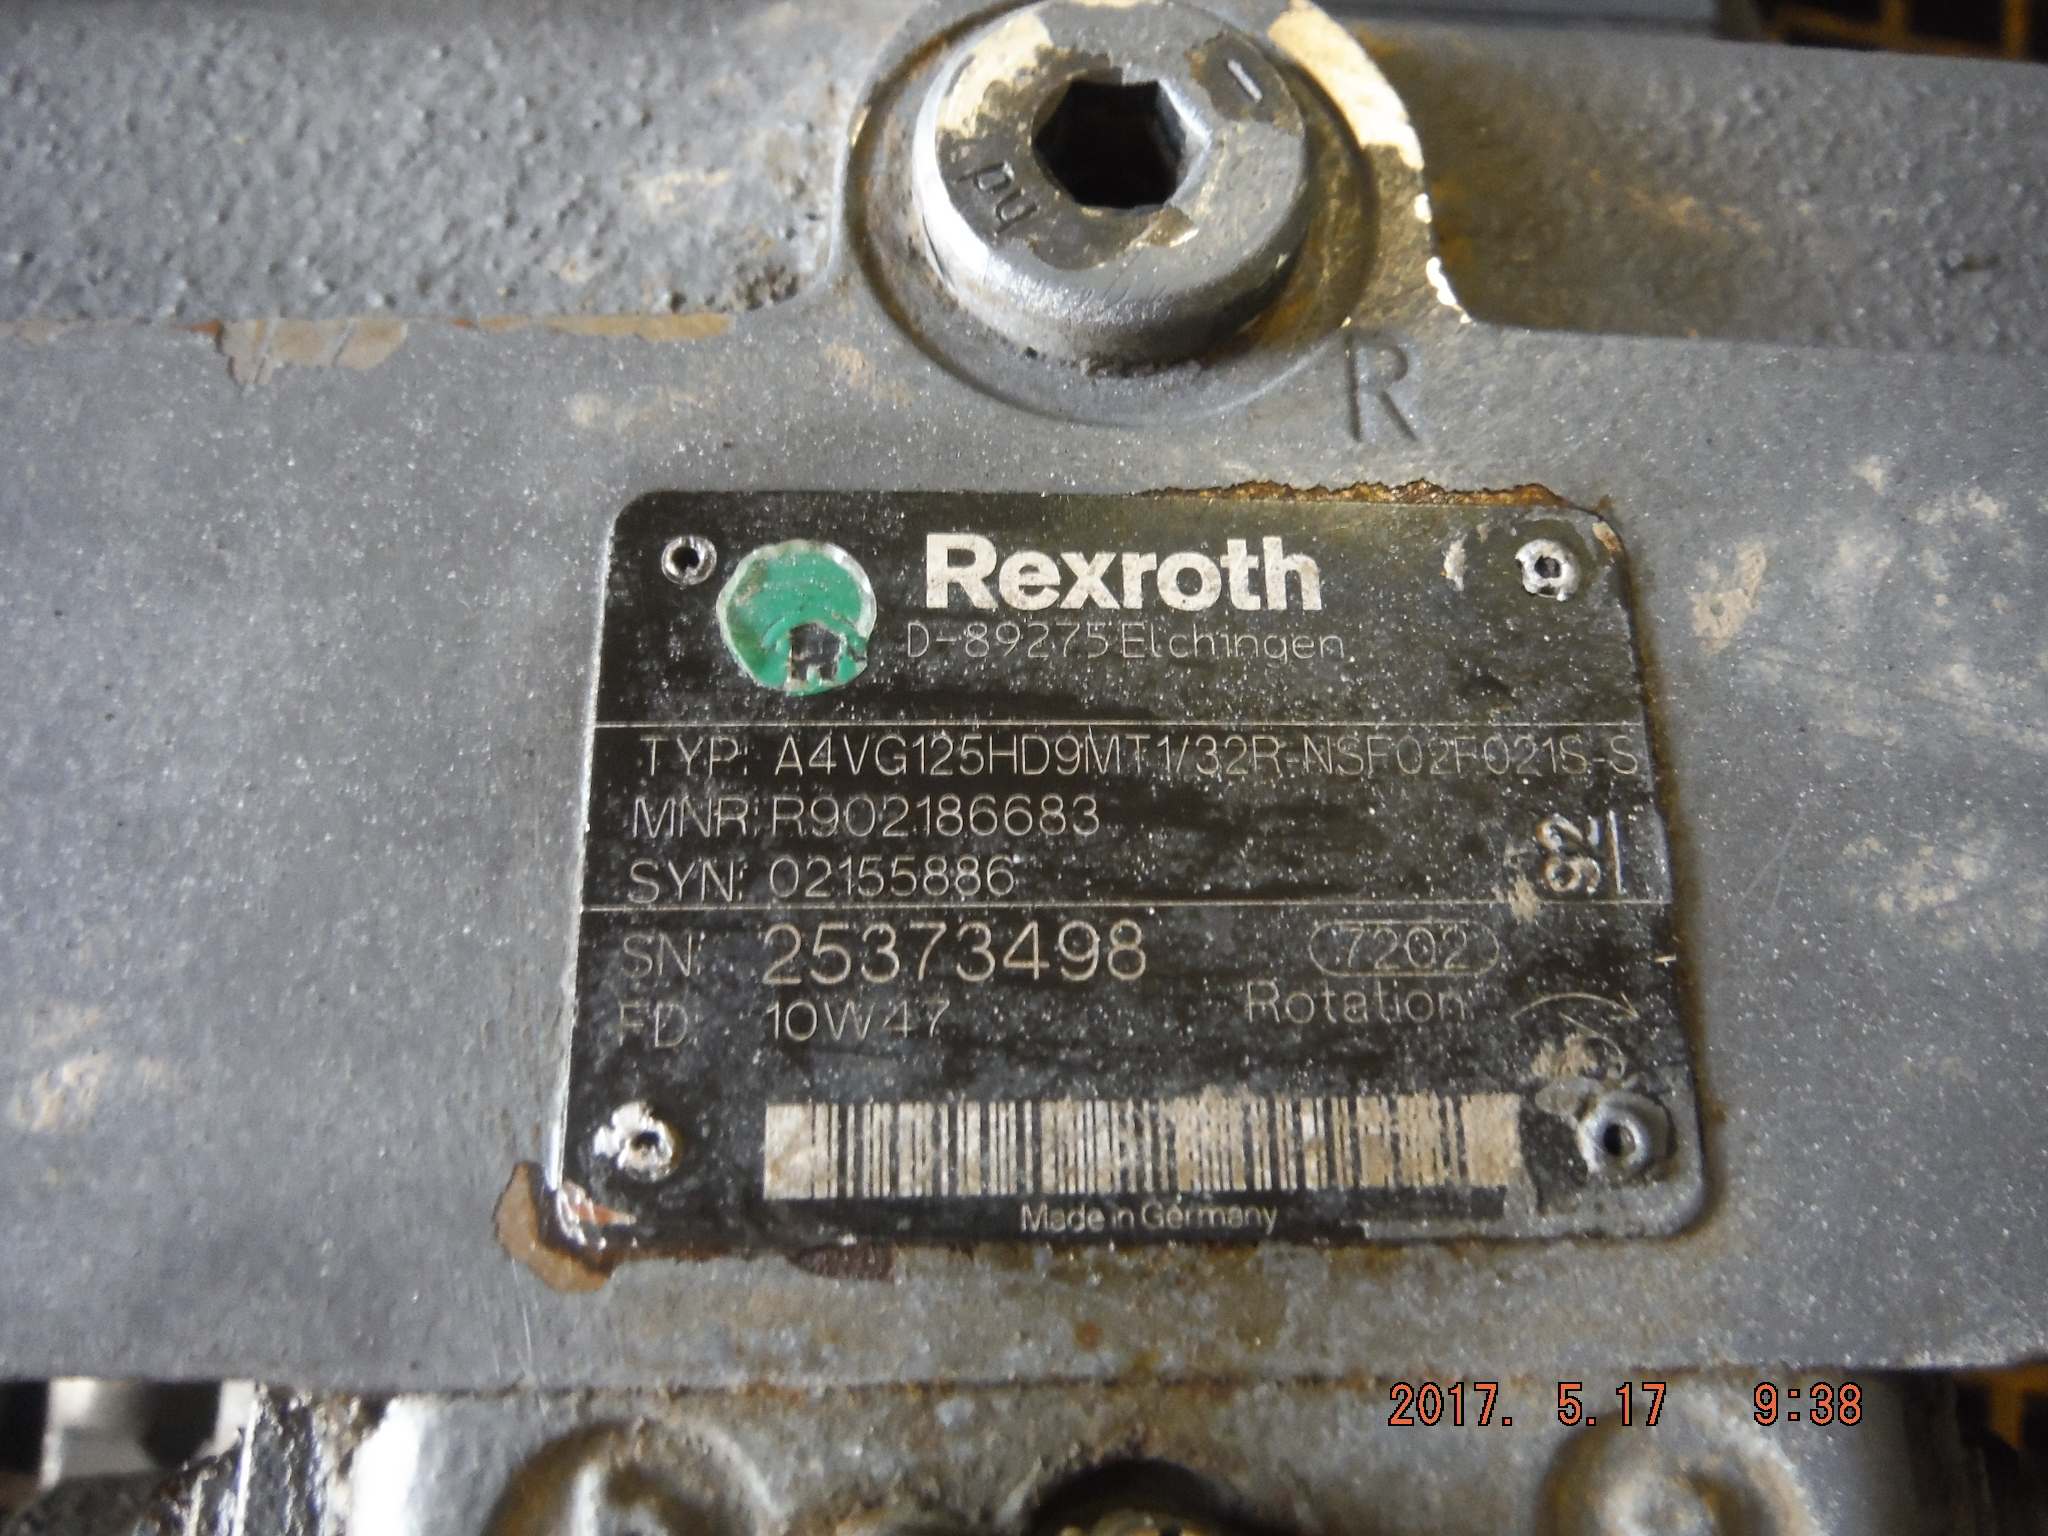 R
Rexroth
D-89275 Elchingen
TYP: A4VG125HD9MT1/32R-NSF02F021S-S
MNR: R902186683
SYN: 02155886
92
SN: 25373498
7202
FD: 10W47
Rotation
Made in Germany
2017. 5.17 9:38